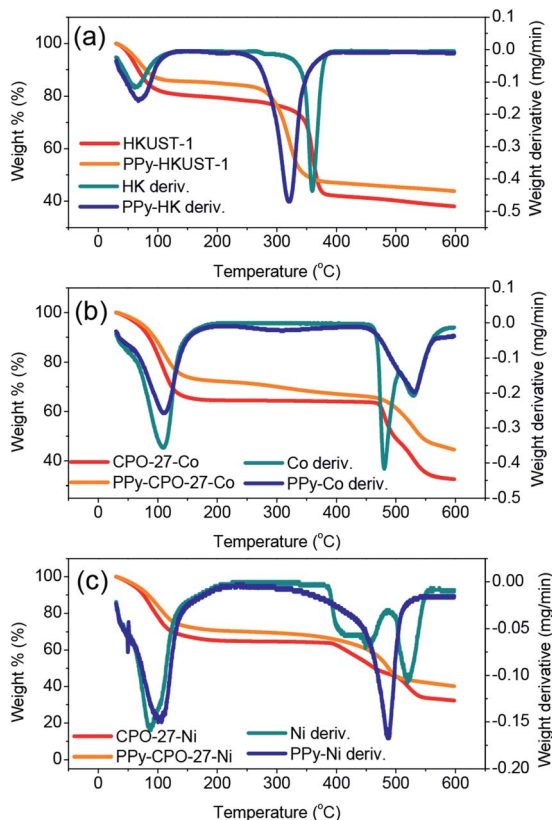 (a)
100
80
60
40
Weight % (%)
0.0
-0.1
-0.2
-0.3
-0.4
-0.5
Weight derivative (mg/min)
HKUST-1
PPy-HKUST-1
HK deriv.
PPy-HK deriv.
0 100 200 300 400 500 600
Temperature (°C)
(b)
100
80
60
40
Weight % (%)
0.1
0.0
-0.1
-0.2
-0.3
-0.4
-0.5
Weight derivative (mg/min)
CPO-27-Co Co deriv.
PPy-CPO-27-Co PPy-Co deriv.
0 100 200 300 400 500 600
Temperature (°C)
(c)
100
80
60
40
20
0
Weight % (%)
0.00
-0.05
-0.10
-0.15
-0.20
Weight derivative (mg/min)
CPO-27-Ni Ni deriv.
PPy-CPO-27-Ni PPy-Ni deriv.
0 100 200 300 400 500 600
Temperature (°C)